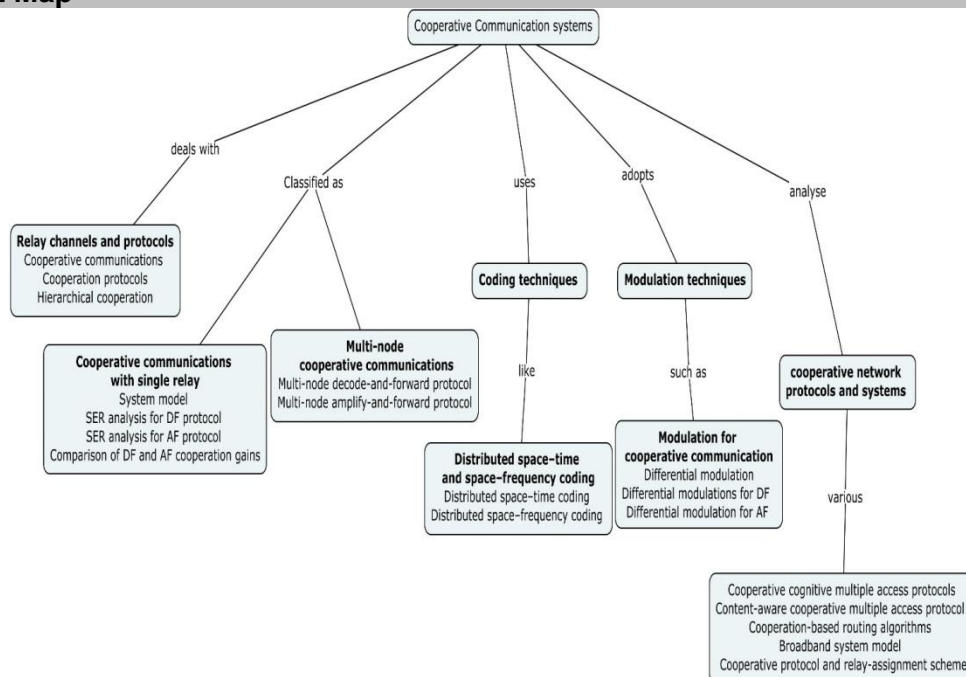 Map
Cooperative Communication systems
deals with
Classified as
uses
adopts
analyse
Relay channels and protocols
Cooperative communications
Cooperation protocols
Hierarchical cooperation
Coding techniques
Modulation techniques
Cooperative communications
with single relay
System model
SER analysis for DF protocol
SER analysis for AF protocol
Comparison of DF and AF cooperation gains
Multi-node
cooperative communications
Multi-node decode-and-forward protocol
Multi-node amplify-and-forward protocol
like
such as
cooperative network
protocols and systems
Distributed space–time
and space–frequency coding
Distributed space–time coding
Distributed space–frequency coding
Modulation for
cooperative communication
Differential modulation
Differential modulations for DF
Differential modulation for AF
various
Cooperative cognitive multiple access protocols
Content-aware cooperative multiple access protocol
Cooperation-based routing algorithms
Broadband system model
Cooperative protocol and relay-assignment scheme